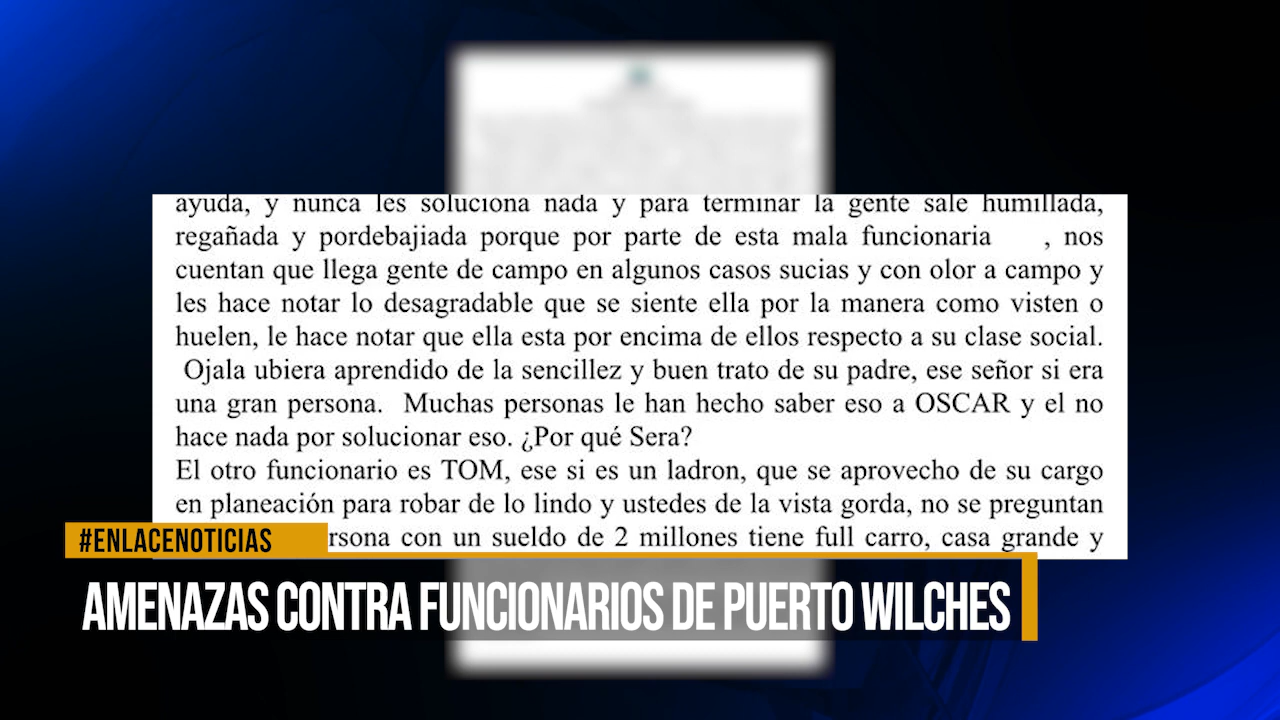 ayuda, y nunca les soluciona nada y para terminar la gente sale humillada,
regañada y pordebajiada porque por parte de esta mala funcionaria , nos
cuentan que llega gente de campo en algunos casos sucias y con olor a campo y
les hace notar lo desagradable que se siente ella por la manera como visten o
huelen, le hace notar que ella esta por encima de ellos respecto a su clase social.
Ojala ubiera aprendido de la sencillez y buen trato de su padre, ese señor si era
una gran persona. Muchas personas le han hecho saber eso a OSCAR y el no
hace nada por solucionar eso. ¿Por qué Sera?
El otro funcionario es TOM, ese si es un ladron, que se aprovecho de su cargo
en planeación para robar de lo lindo y ustedes de la vista gorda, no se preguntan
rsona con un sueldo de 2 millones tiene full carro, casa grande y
#ENLACENOTICIAS
AMENAZAS CONTRA FUNCIONARIOS DE PUERTO WILCHES